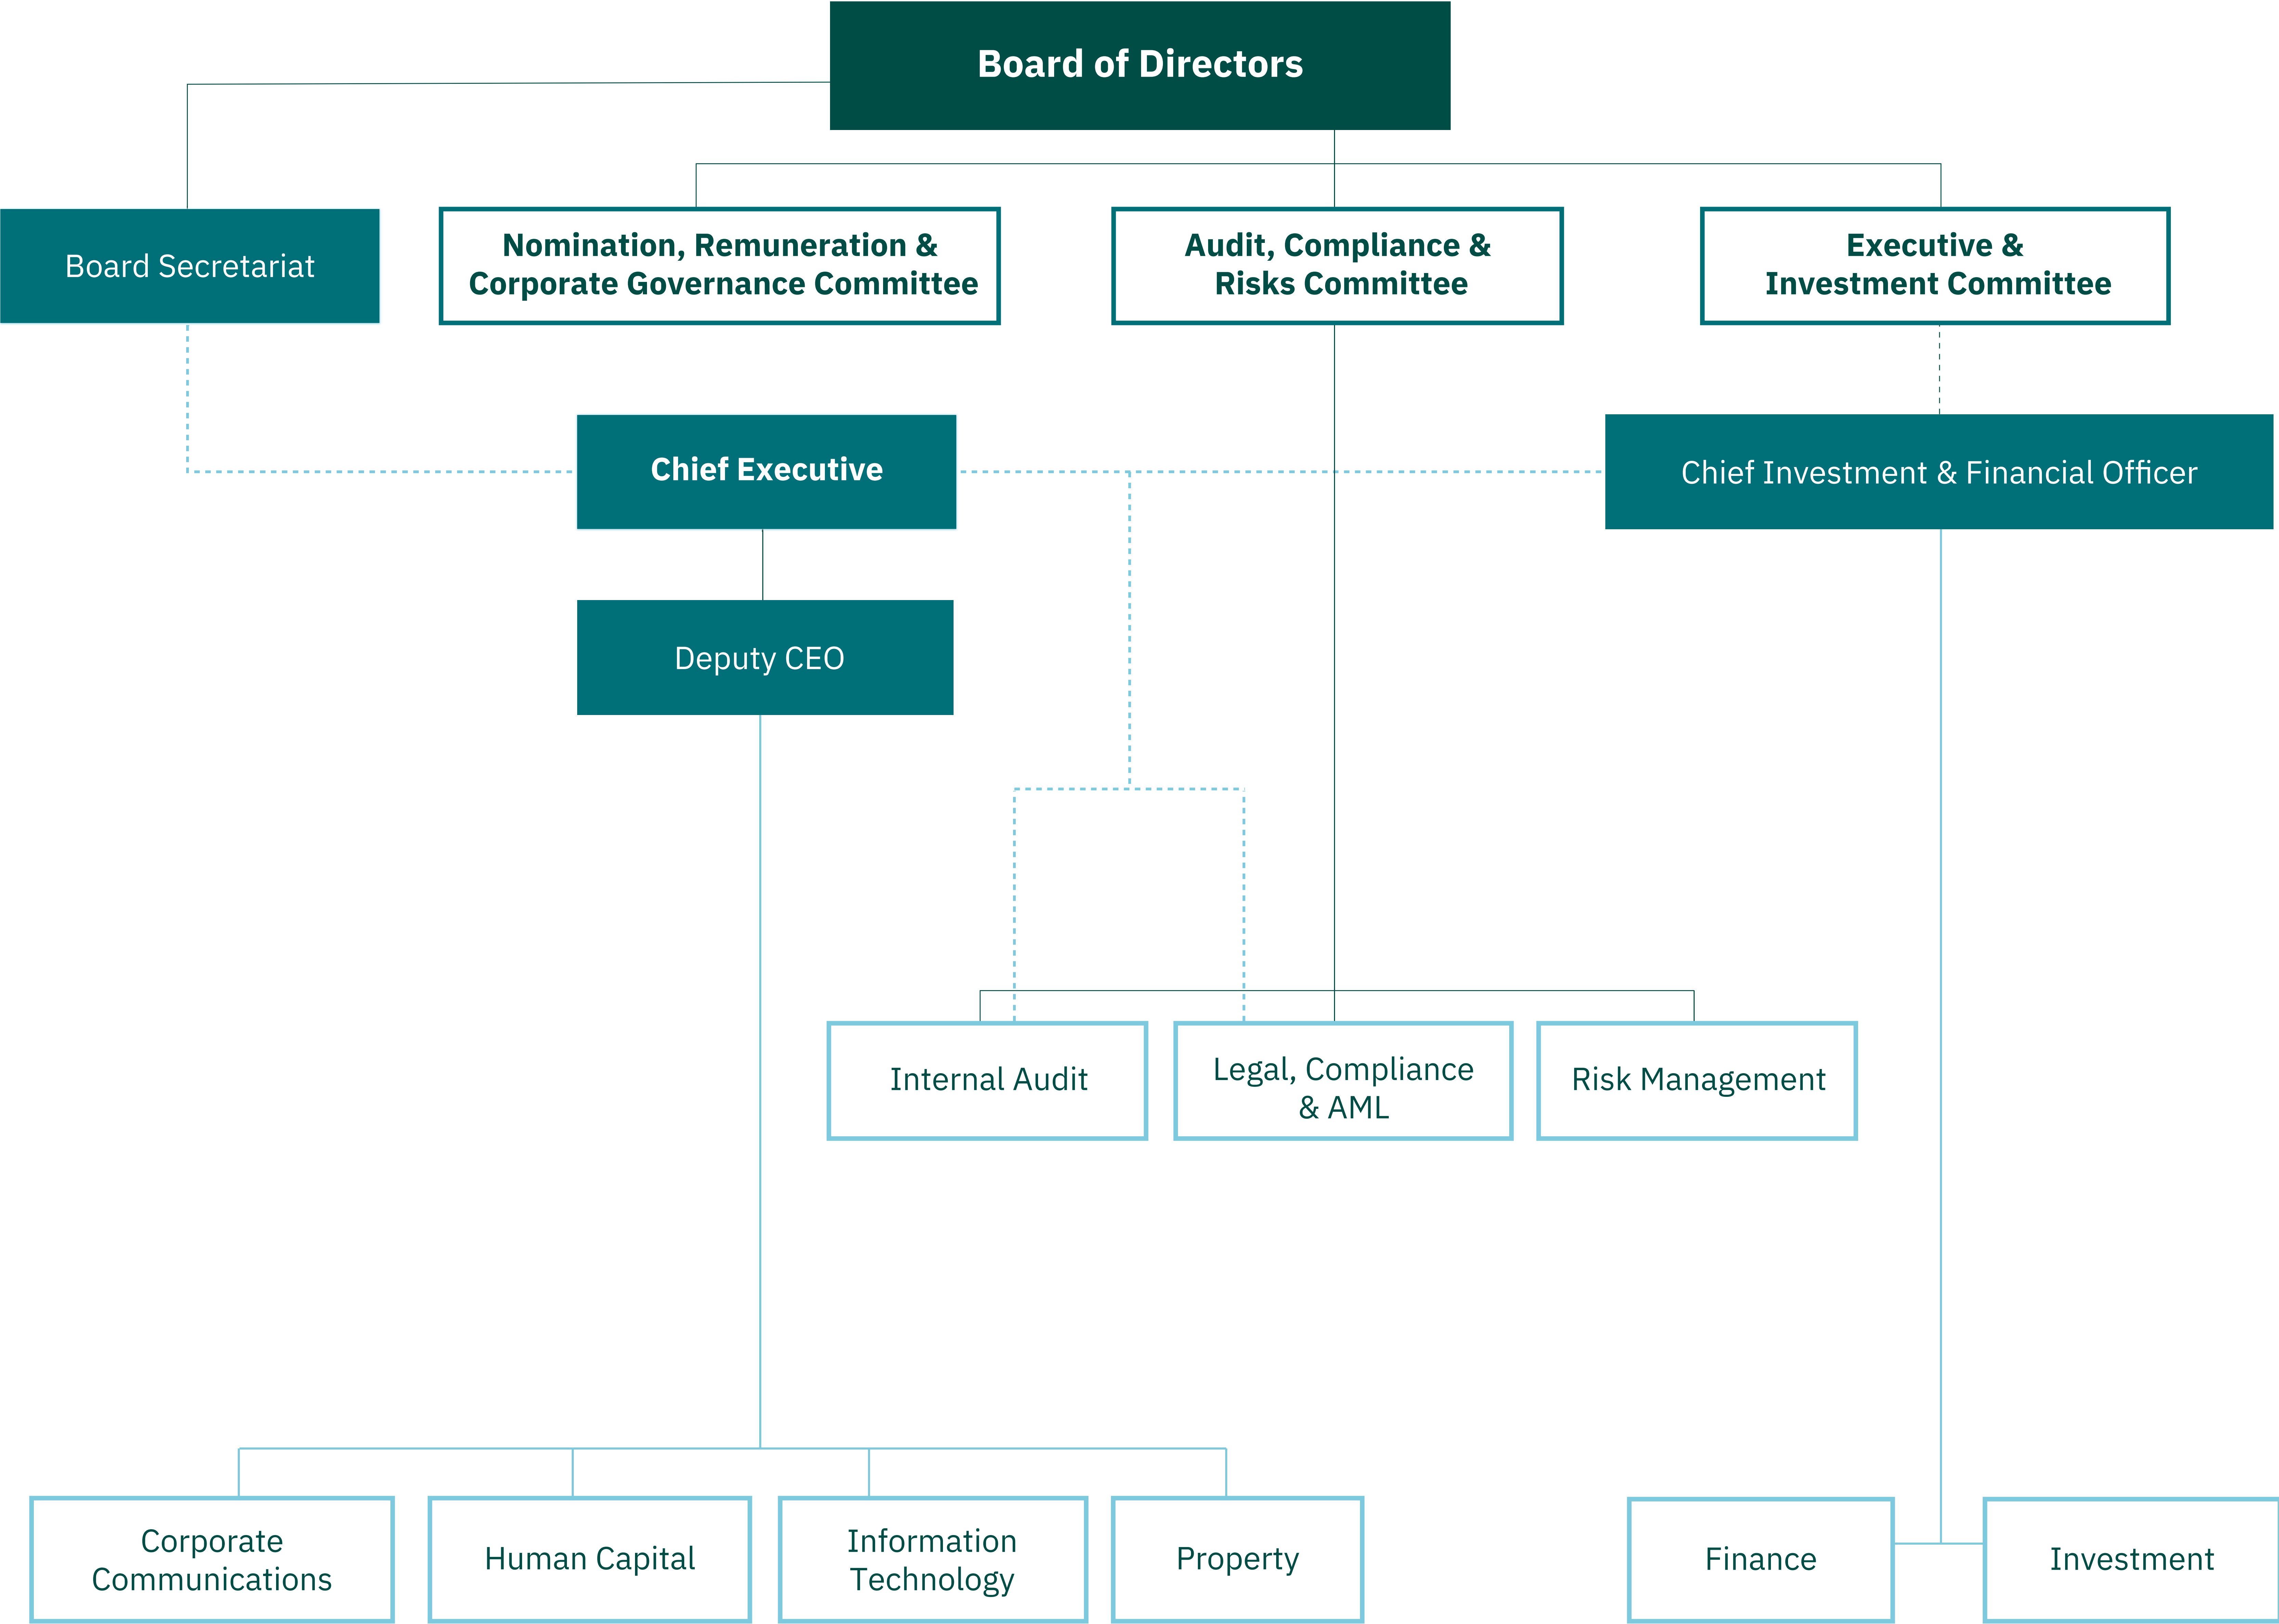 Board of Directors
Board Secretariat
Nomination, Remuneration &
Corporate Governance Committee
Audit, Compliance &
Risks Committee
Executive &
Investment Committee
Chief Executive
Chief Investment & Financial Officer
Deputy CEO
Internal Audit
Legal, Compliance
& AML
Risk Management
Corporate
Communications
Human Capital
Information
Technology
Property
Finance
Investment